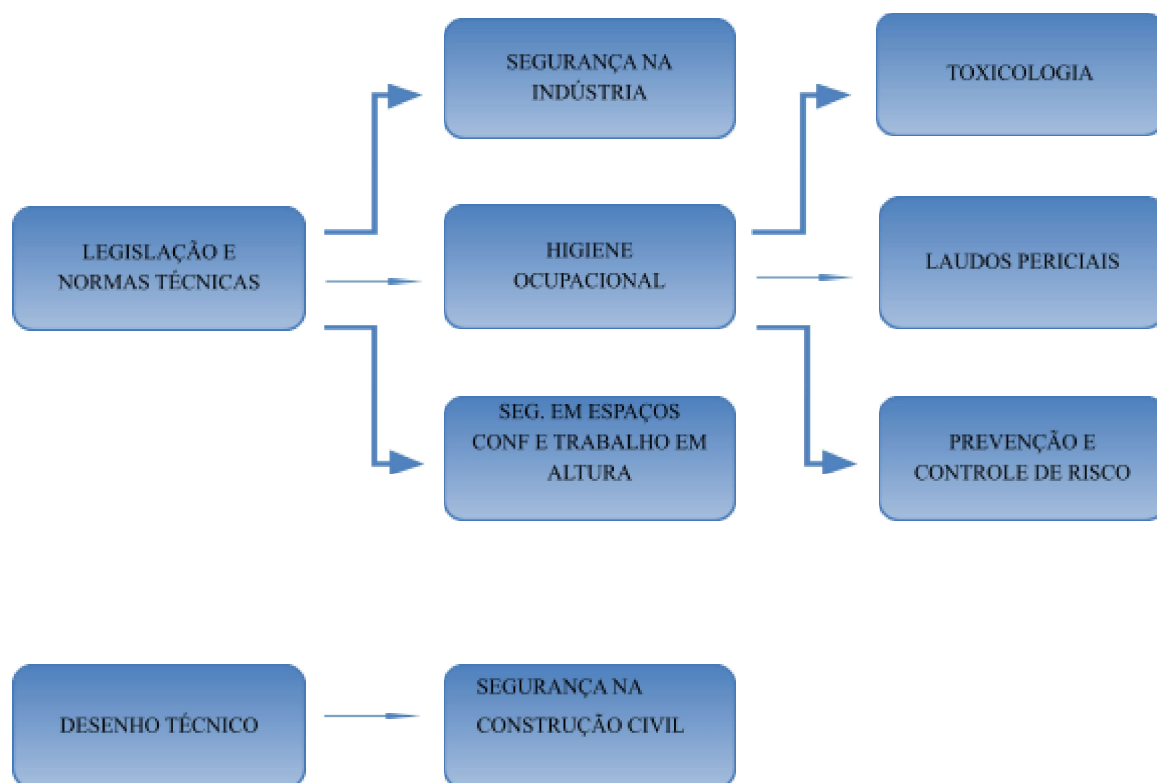 SEGURANÇA NA
INDÚSTRIA
TOXICOLOGIA
LEGISLAÇÃO E
NORMAS TÉCNICAS
HIGIENE
OCUPACIONAL
LAUDOS PERICIAIS
SEG. EM ESPAÇOS
CONF E TRABALHO EM
ALTURA
PREVENÇÃO E
CONTROLE DE RISCO
DESENHO TÉCNICO
SEGURANÇA NA
CONSTRUÇÃO CIVIL